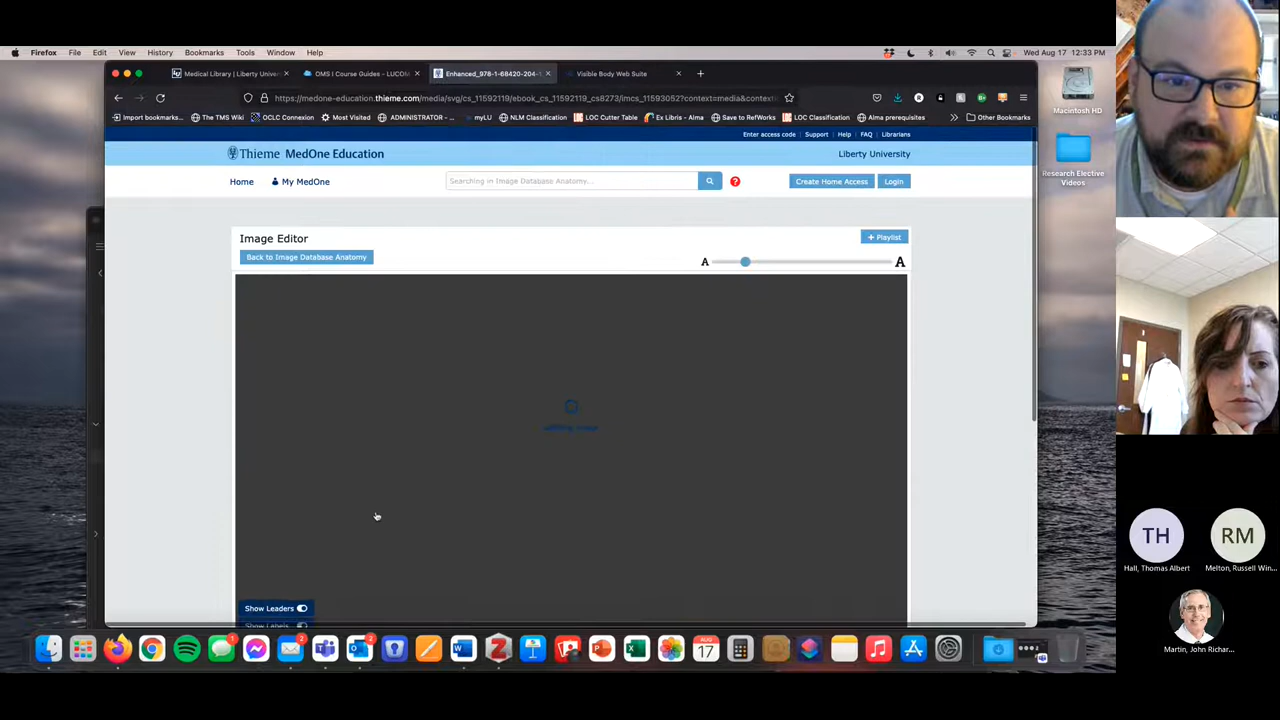 Firefox File Edit View History Bookmarks Tools Window Help Wed Aug 17 12:33 PM
Medical Library | Liberty Univer OMS I Course Guides - LUCOM Enhanced_978-1-68420-204- Visible Body Web Suite
https://medone-education.thieme.com/media/svg/cs_11592119/ebook_cs_11592119_cs8273/imcs_11593052?context=media&context
Import bookmarks... The TMS Wiki OCLC Connexion Most Visited ADMINISTRATOR - ... myLU NLM Classification LOC Cutter Table Ex Libris - Alma Save to RefWorks LOC Classification Alma prerequisites Other Bookmarks
Enter access code Support Help FAQ Librarians
Thieme MedOne Education Liberty University
Home My MedOne Searching in Image Database Anatomy... Create Home Access Login
Image Editor + Playlist
Back to Image Database Anatomy A A
Show Leaders
Show Labels
Macintosh HD
Research Elective
Videos
AUG
17
1
2
2
TH RM
Hall, Thomas Albert Melton, Russell Win...
Martin, John Richar...